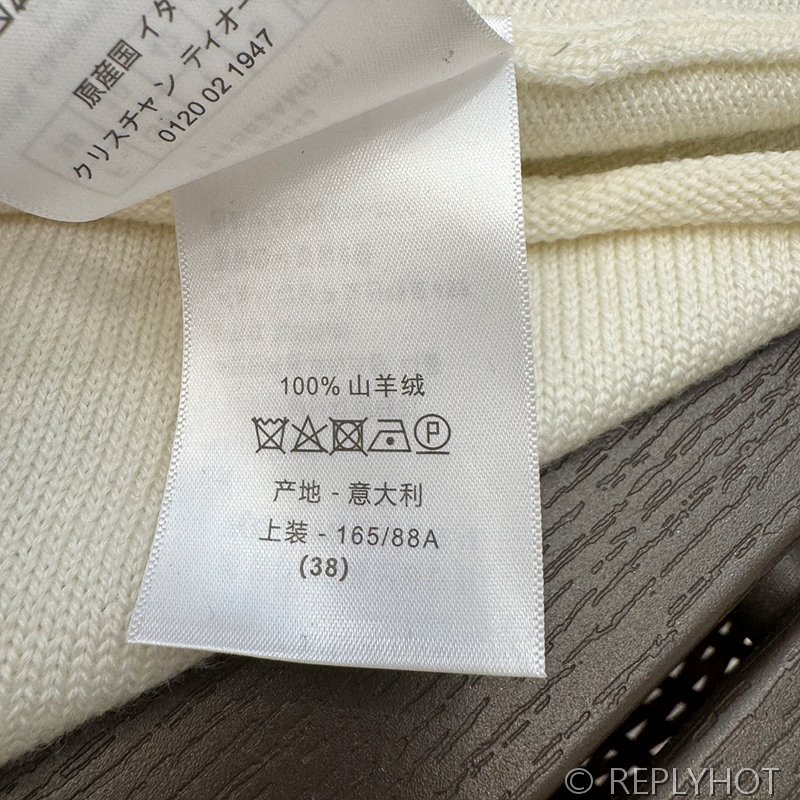 原産国 イタ
クリスチャン ディオー
0120 02 1947
100% 山羊绒
产地 - 意大利
上装 - 165/88A
(38)
© REPLYHOT